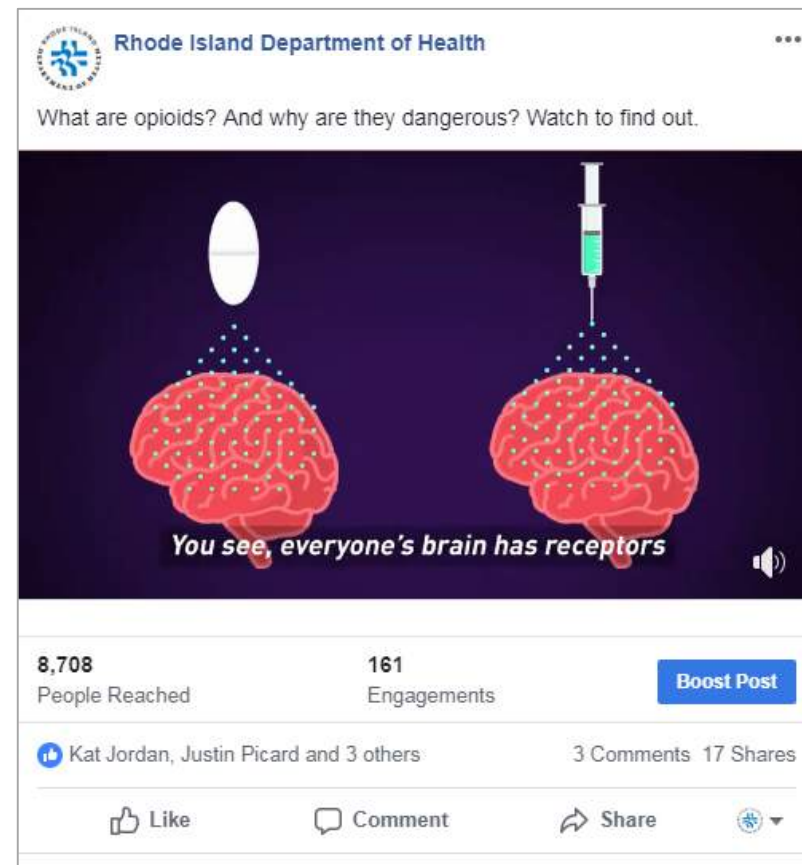 Rhode Island Department of Health
What are opioids? And why are they dangerous? Watch to find out.
You see, everyone's brain has receptors
8,708
People Reached
161
Engagements
Boost Post
Kat Jordan, Justin Picard and 3 others
3 Comments 17 Shares
Like
Comment
Share